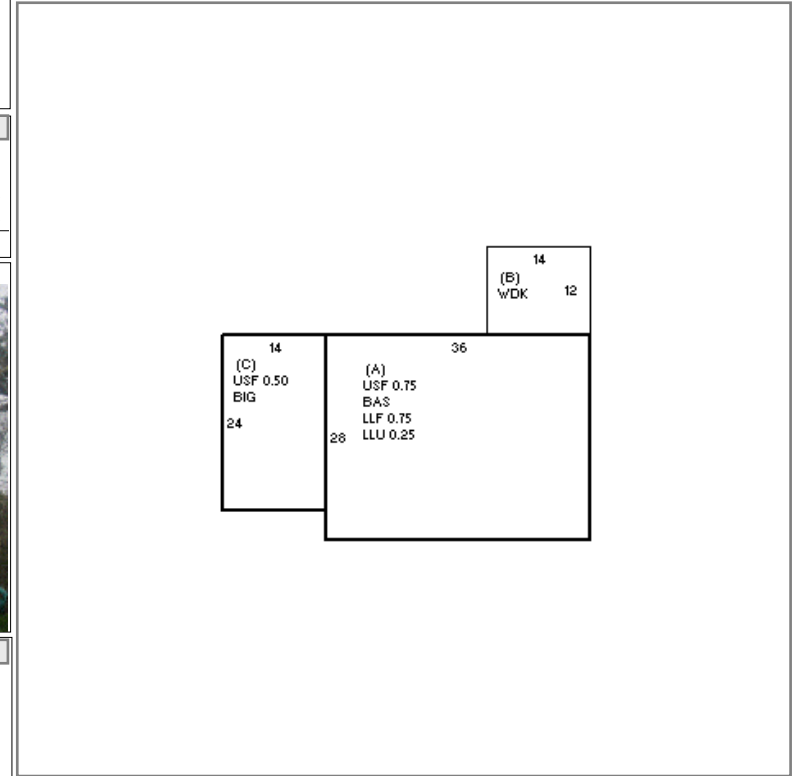 14
(B)
WDK
12
14
(C)
USF 0.50
BIG
24
36
(A)
USF 0.75
BAS
LLF 0.75
28
LLU 0.25